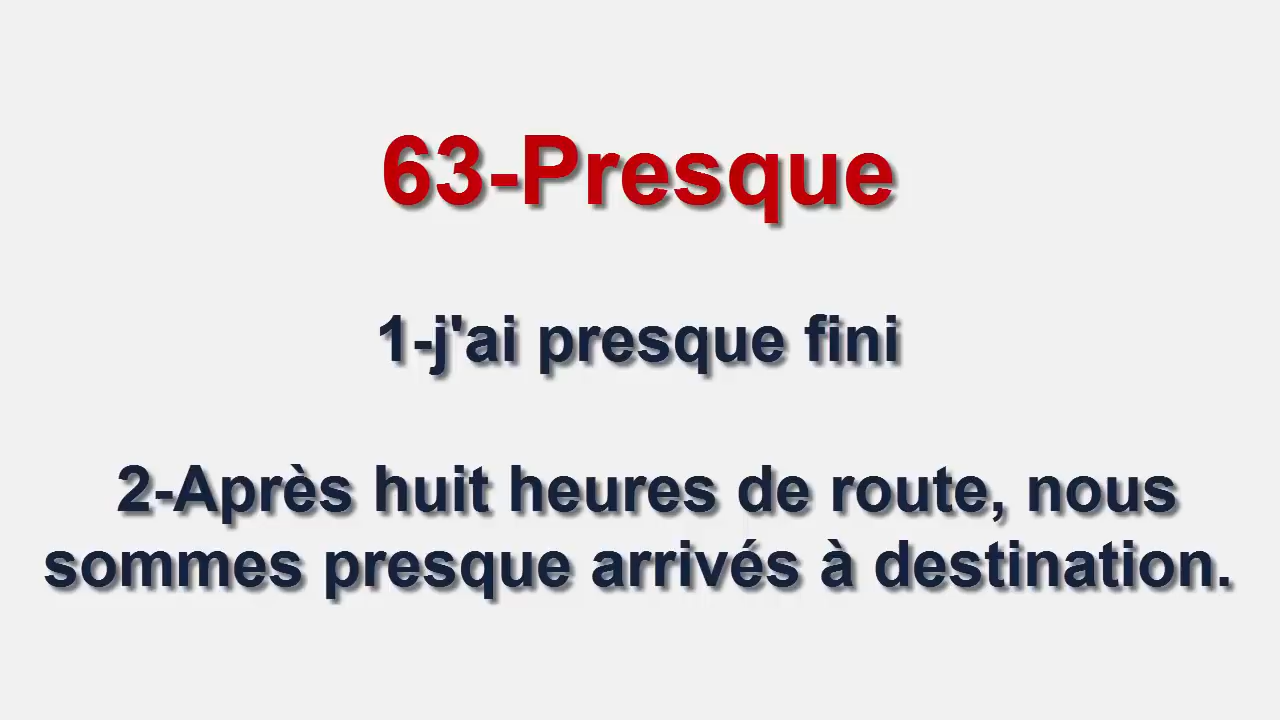 63-Presque
1-j'ai presque fini
2-Après huit heures de route, nous
sommes presque arrivés à destination.